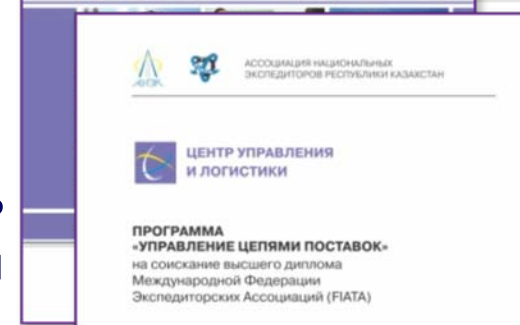 АССОЦИАЦИЯ НАЦИОНАЛЬНЫХ
ЭКСПЕДИТОРОВ РЕСПУБЛИКИ КАЗАХСТАН
ЦЕНТР УПРАВЛЕНИЯ
И ЛОГИСТИКИ
ПРОГРАММА
«УПРАВЛЕНИЕ ЦЕПЯМИ ПОСТАВОК»
на соискание высшего диплома
Международной Федерации
Экспедиторских Ассоциаций (FIATA)